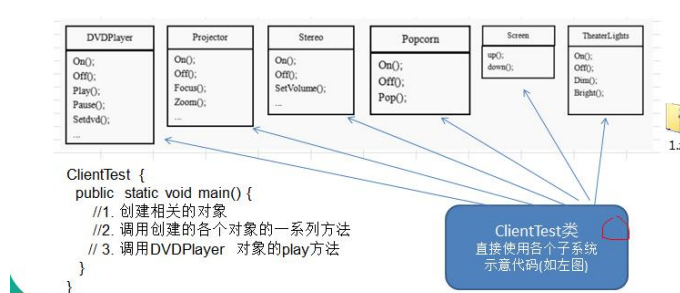 DVDPlayer
On();
Off();
Play();
Pause();
Setdvd();
...
Projector
On();
Off();
Focus();
Zoom();
...
Stereo
On();
Off();
SetVolume();
...
Popcorn
On();
Off();
Pop();
Screen
up();
down();
TheaterLights
On();
Off();
Dim();
Bright();
1.
ClientTest {
public static void main() {
//1. 创建相关的对象
//2. 调用创建的各个对象的一系列方法
// 3. 调用DVDPlayer 对象的play方法
}
}
ClientTest类
直接使用各个子系统
示意代码(如左图)